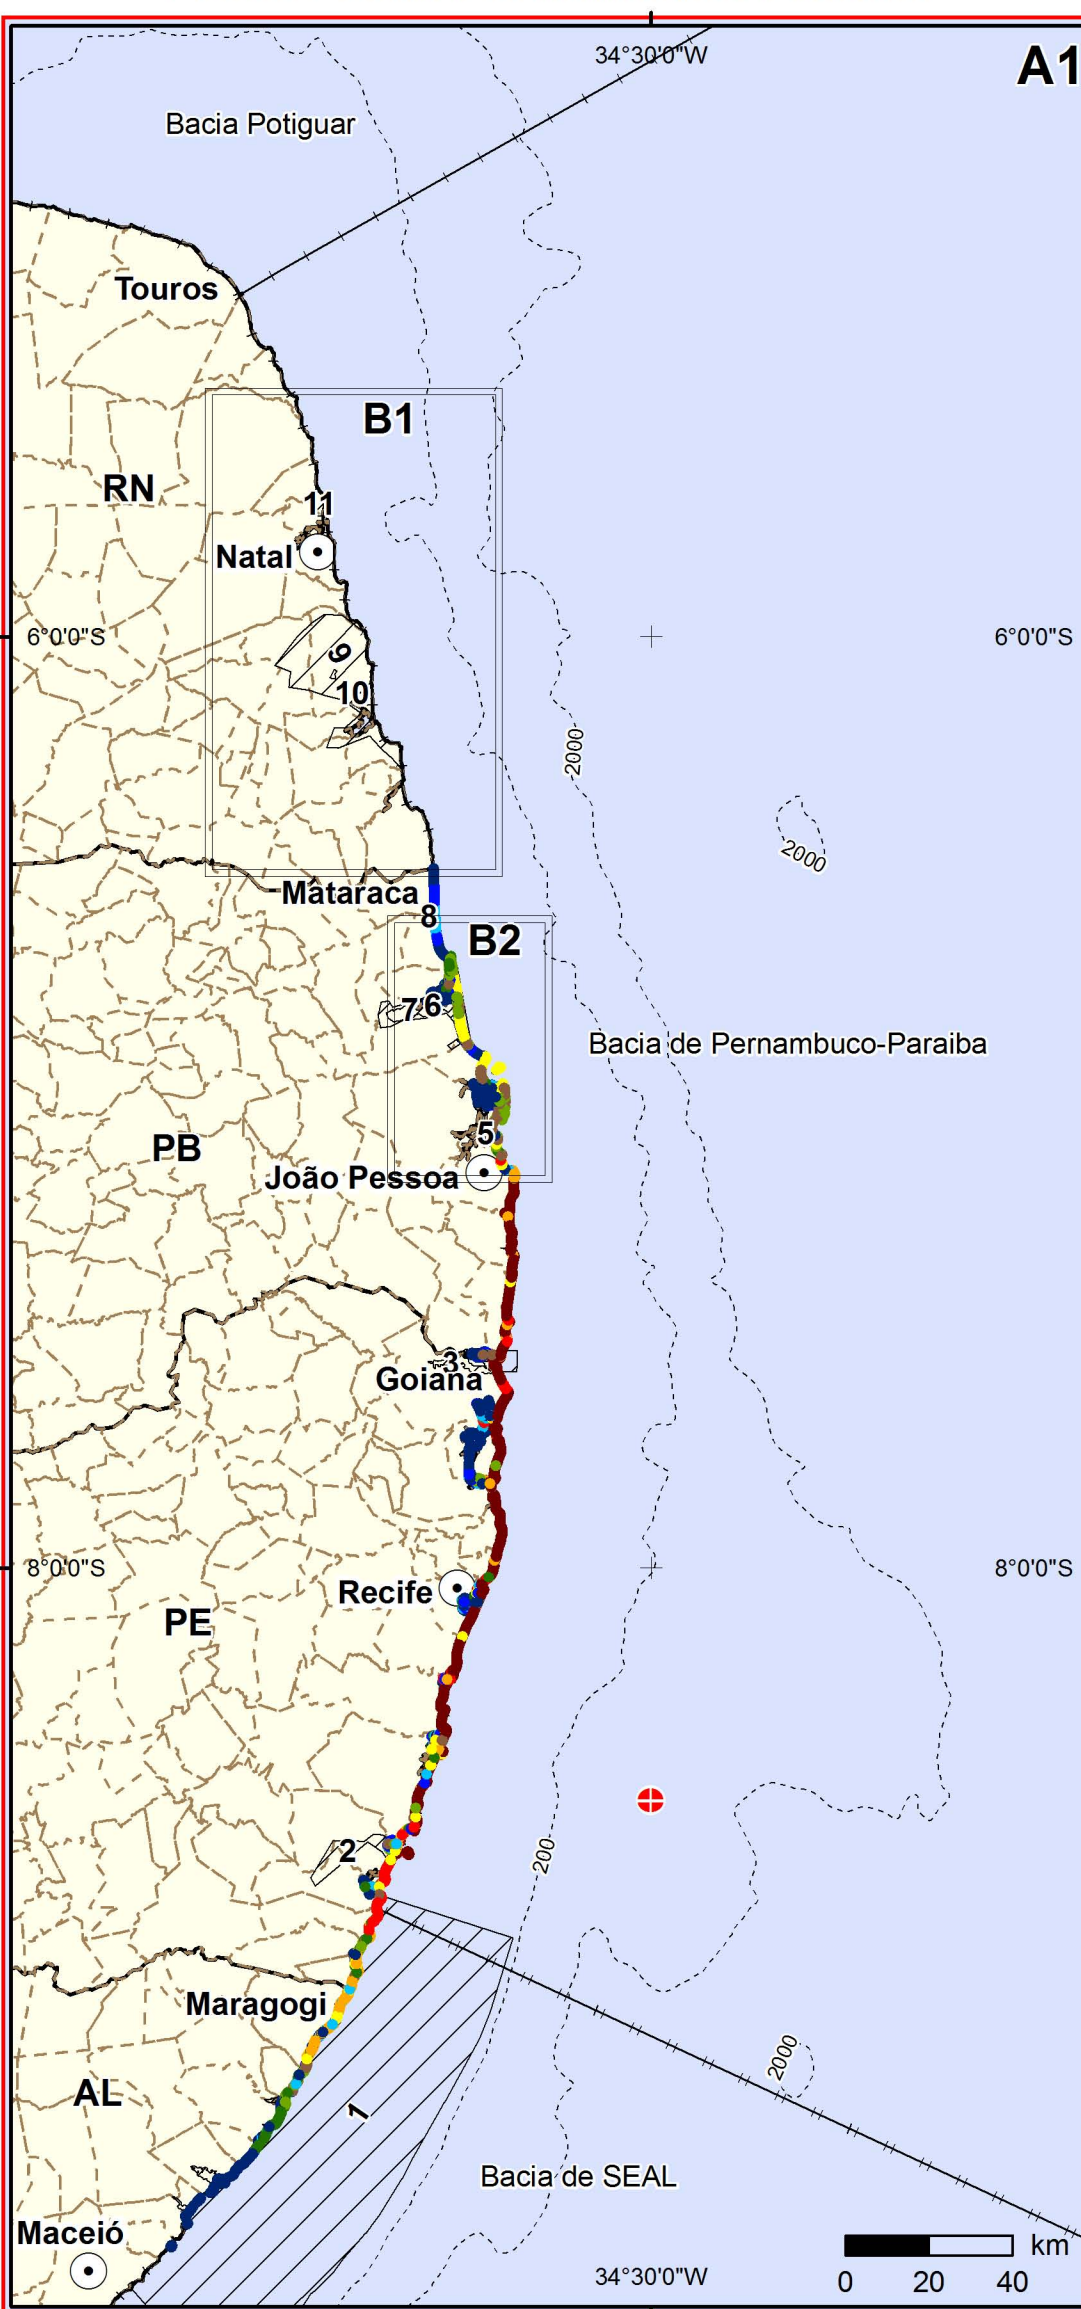 34°30'0"W
A1
Bacia Potiguar
Touros
B1
RN
11
Natal
6°0'0"S
6°0'0"S
9
10
2000
2000
Mataraca
8
B2
7
6
Bacia de Pernambuco-Paraiba
5
PB
João Pessoa
3
Goiana
8°0'0"S
8°0'0"S
Recife
PE
2
200
Maragogi
2000
AL
1
Bacia de SEAL
Maceió
km
34°30'0"W
0 20 40